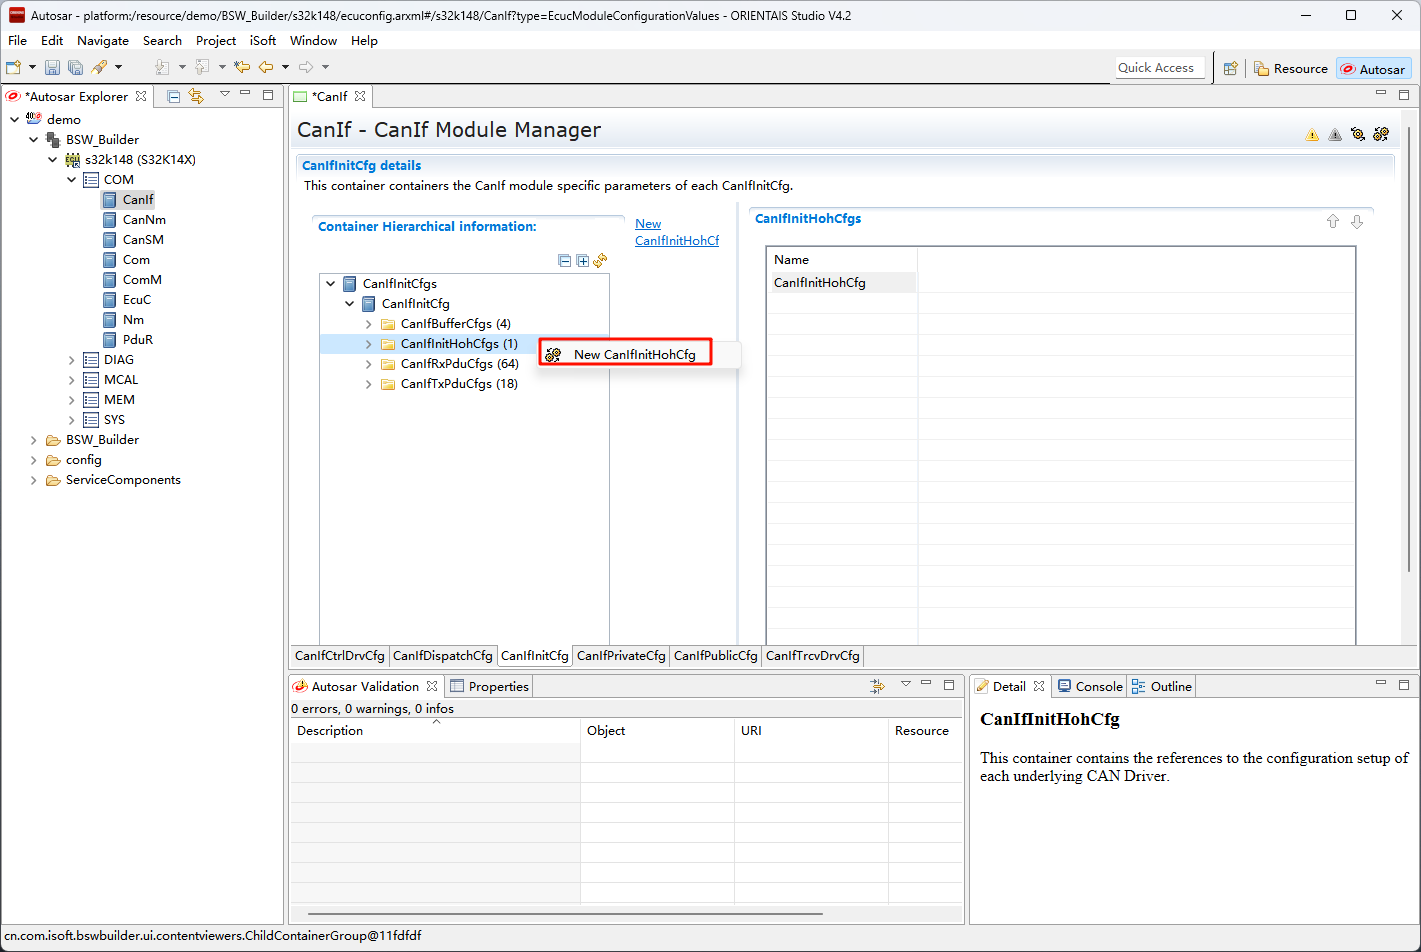 Autosar - platform:/resource/demo/BSW_Builder/s32k148/ecuconfig.arxml#/s32k148/CanIf?type=EcucModuleConfigurationValues - ORIENTAIS Studio V4.2
File Edit Navigate Search Project iSoft Window Help
Quick Access
Resource
Autosar
*Autosar Explorer
*CanIf
demo
BSW_Builder
s32k148 (S32K14X)
COM
CanIf
CanNm
CanSM
Com
ComM
EcuC
Nm
PduR
DIAG
MCAL
MEM
SYS
BSW_Builder
config
ServiceComponents
CanIf - CanIf Module Manager
CanIfInitCfg details
This container containers the CanIf module specific parameters of each CanIfInitCfg.
Container Hierarchical information:
New
CanIfInitHohCf
CanIfInitCfgs
CanIfInitCfg
CanIfBufferCfgs (4)
CanIfInitHohCfgs (1)
CanIfRxPduCfgs (64)
CanIfTxPduCfgs (18)
New CanIfInitHohCfg
CanIfInitHohCfgs
Name
CanIfInitHohCfg
CanIfCtrlDrvCfg CanIfDispatchCfg CanIfInitCfg CanIfPrivateCfg CanIfPublicCfg CanIfTrcvDrvCfg
Autosar Validation
Properties
0 errors, 0 warnings, 0 infos
Description Object URI Resource
Detail
Console
Outline
CanIfInitHohCfg
This container contains the references to the configuration setup of
each underlying CAN Driver.
cn.com.isoft.bswbuilder.ui.contentviewers.ChildContainerGroup@11fdfdf